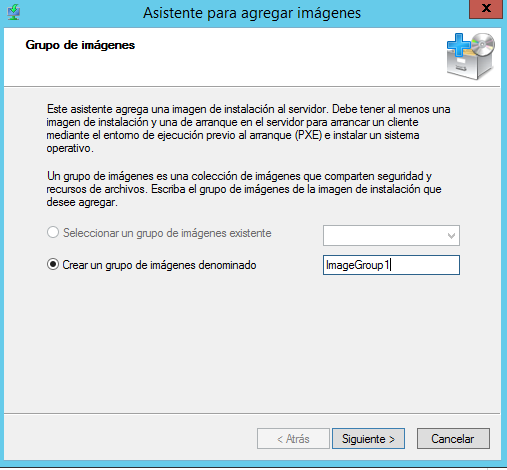 Asistente para agregar imágenes
x
Grupo de imágenes
Este asistente agrega una imagen de instalación al servidor. Debe tener al menos una
imagen de instalación y una de arranque en el servidor para arrancar un cliente
mediante el entorno de ejecución previo al arranque (PXE) e instalar un sistema
operativo.
Un grupo de imágenes es una colección de imágenes que comparten seguridad y
recursos de archivos. Escriba el grupo de imágenes de la imagen de instalación que
desee agregar.
Seleccionar un grupo de imágenes existente
Crear un grupo de imágenes denominado
ImageGroup1
< Atrás
Siguiente >
Cancelar